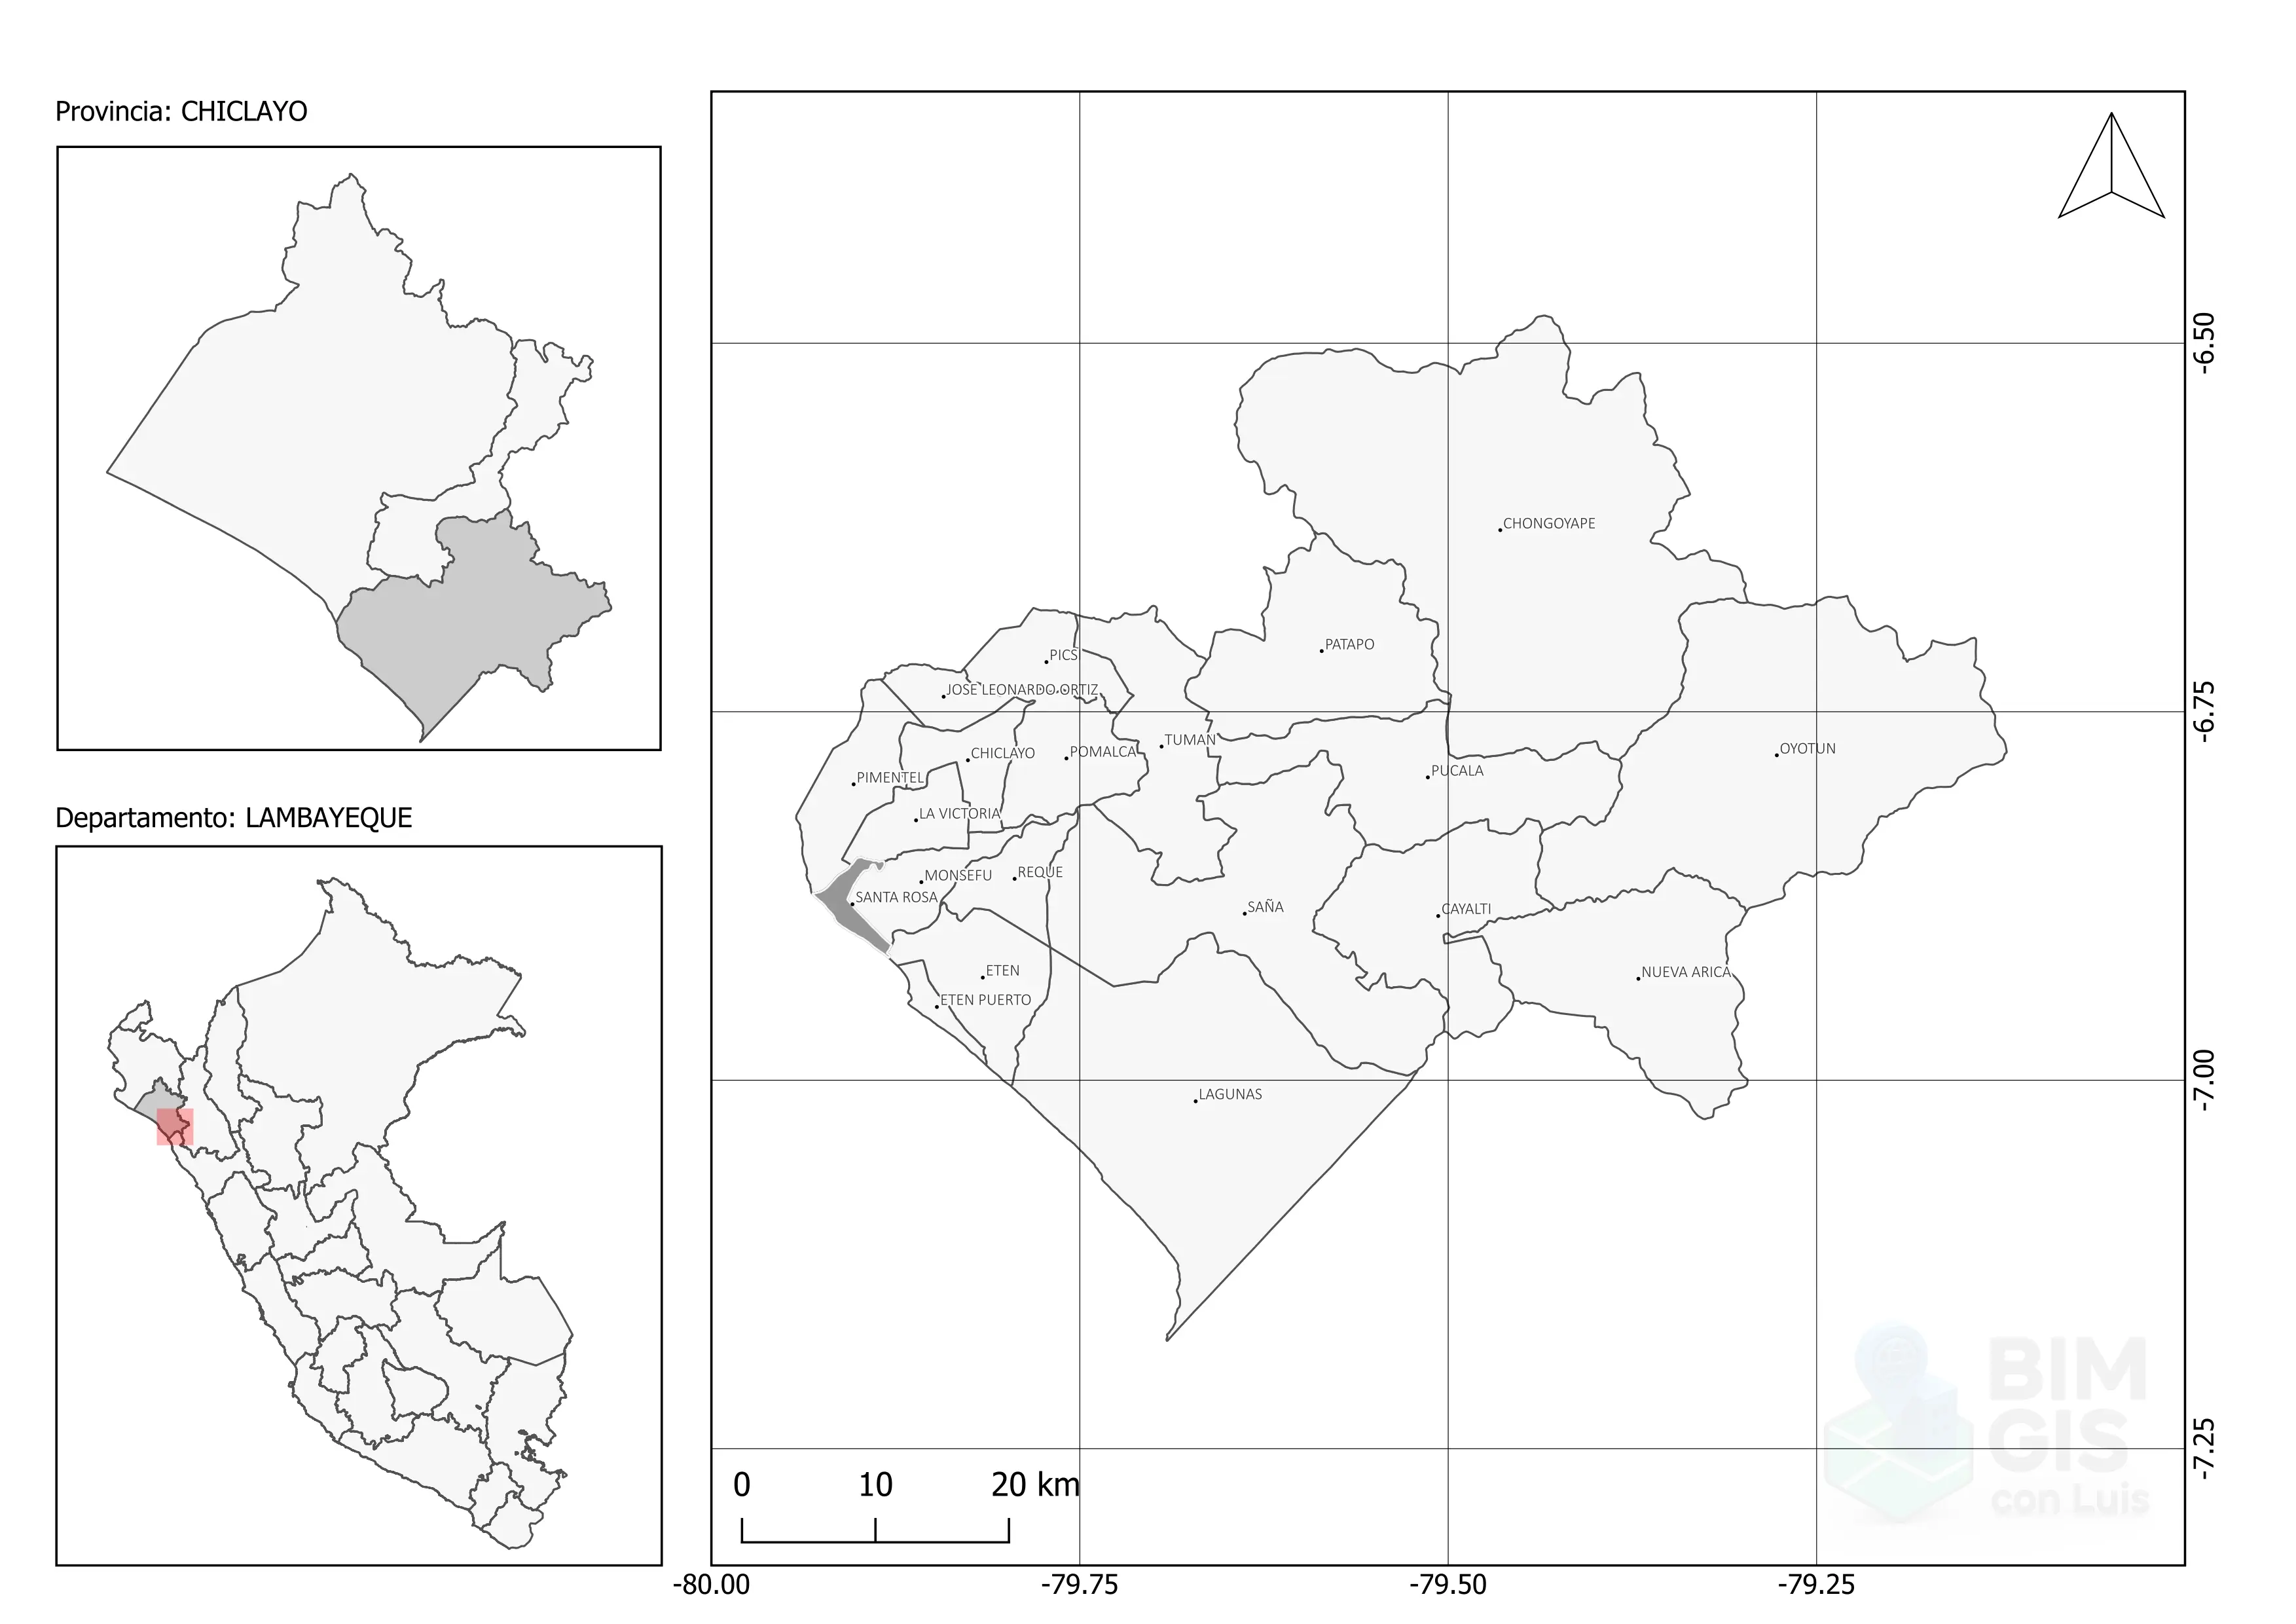 Provincia: CHICLAYO
Departamento: LAMBAYEQUE
CHONGOYAPE
PATAPO
PICSI
JOSE LEONARDO ORTIZ
TUMAN
CHICLAYO
POMALCA
OYOTUN
PIMENTEL
PUCALA
LA VICTORIA
MONSEFU
REQUE
SANTA ROSA
SAÑA
CAYALTI
ETEN
NUEVA ARICA
ETEN PUERTO
LAGUNAS
-6.50
-6.75
-7.00
-7.25
0 10 20 km
-80.00 -79.75 -79.50 -79.25
BIM
GIS
con Luis